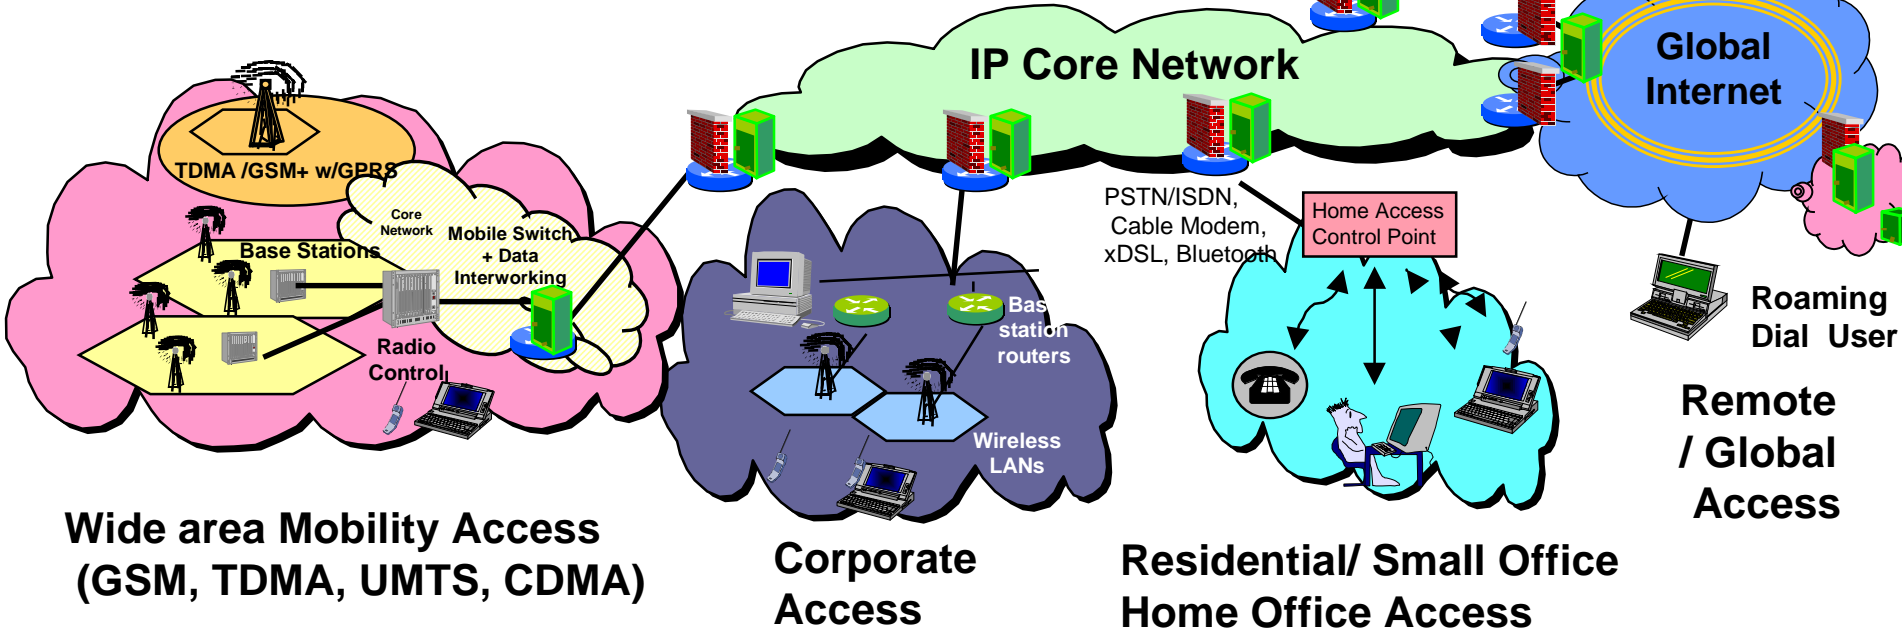 IP Core Network
Global
Internet
TDMA /GSM+ w/GPRS
Core
Network
Mobile Switch
+ Data
Interworking
Base Stations
Radio
Control
PSTN/ISDN,
Cable Modem,
xDSL, Bluetooth
Home Access
Control Point
Base
station
routers
Wireless
LANs
Roaming
Dial User
Remote
/ Global
Access
Wide area Mobility Access
(GSM, TDMA, UMTS, CDMA)
Corporate
Access
Residential/ Small Office
Home Office Access